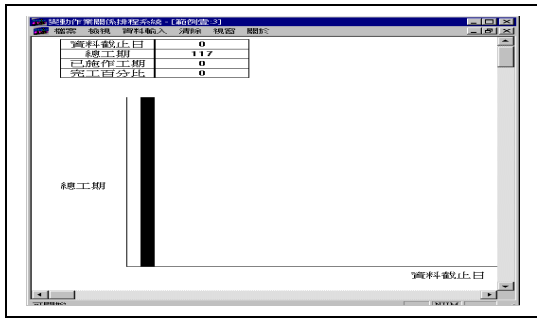 變動作業關係排程系統 - [範例壹:3]
檔案 檢視 資料輸入 清除 視窗 關於
資料截止日 0
總工期 117
已施作工期 0
完工百分比 0
總工期
資料截止日
NUM